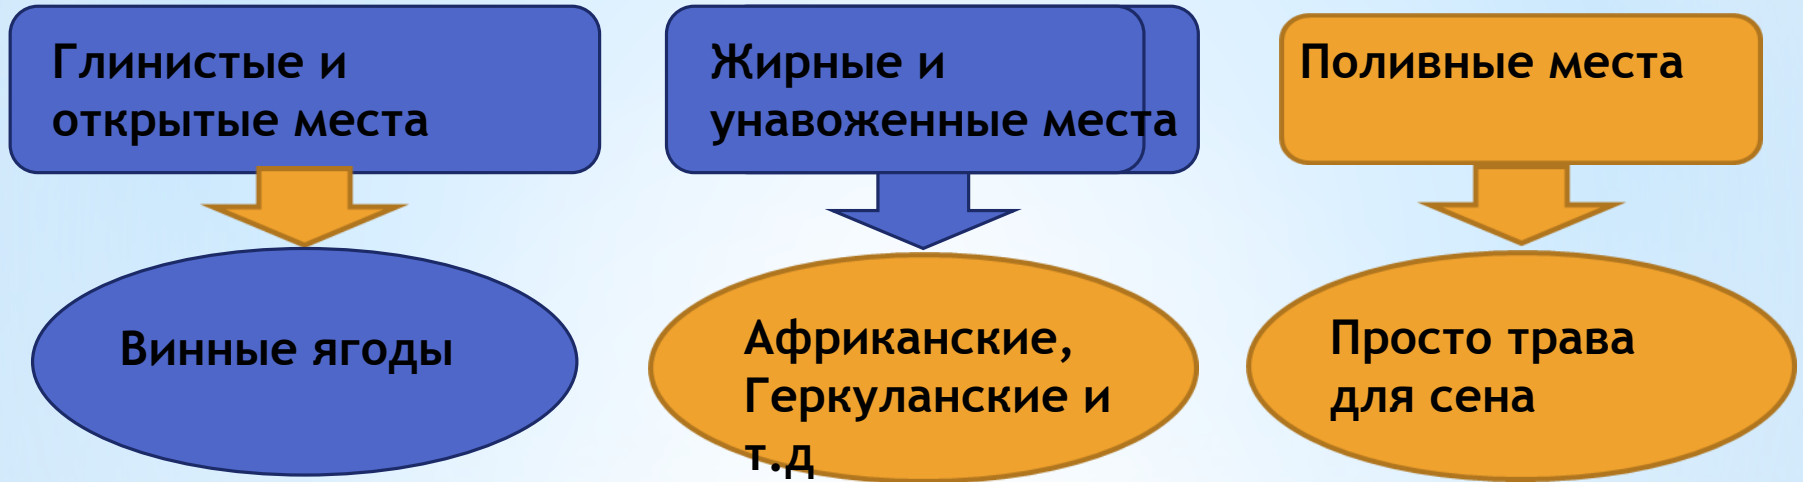 Глинистые и
открытые места
Жирные и
унавоженные места
Поливные места
Винные ягоды
Африканские,
Геркуланские и
т.д
Просто трава
для сена